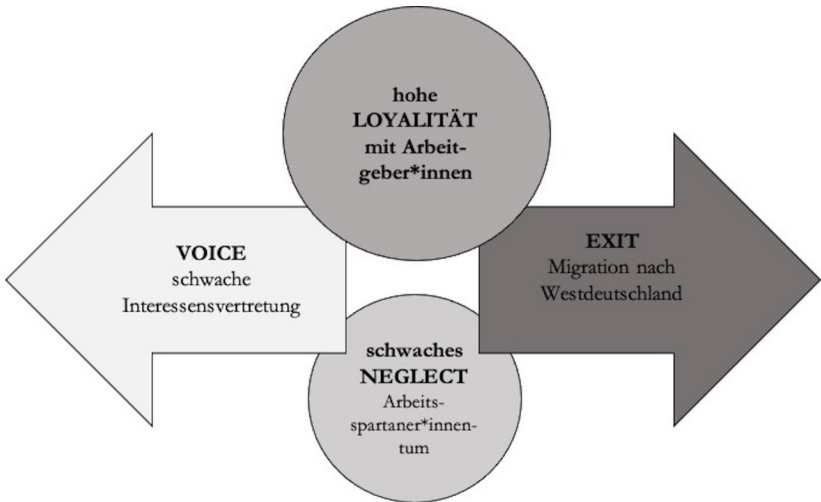 hohe
LOYALITÄT
mit Arbeit-
geber*innen
VOICE
schwache
Interessensvertretung
EXIT
Migration nach
Westdeutschland
schwaches
NEGLECT
Arbeits-
spartaner*innen-
tum